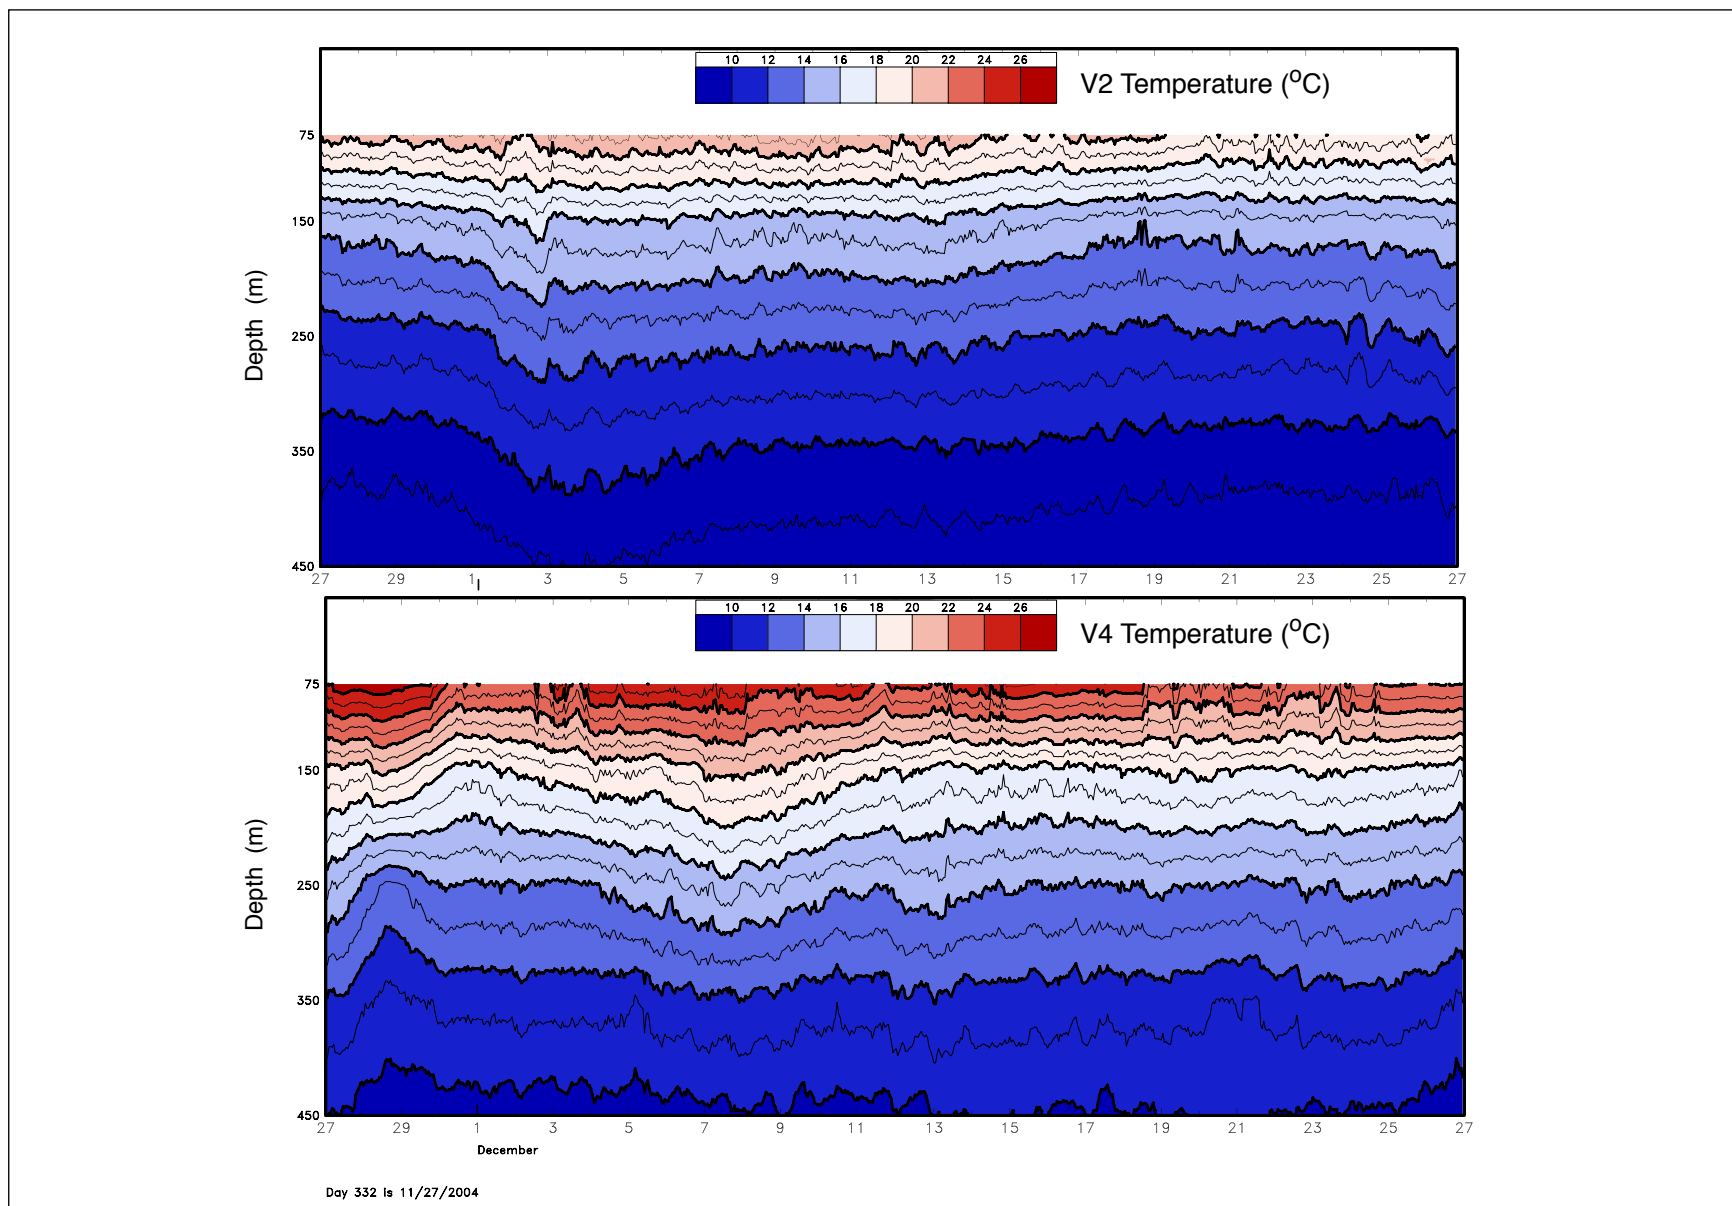 10 12 14 16 18 20 22 24 26
V2 Temperature (°C)
75
150
250
350
450
Depth (m)
27 29 1 3 5 7 9 11 13 15 17 19 21 23 25 27
10 12 14 16 18 20 22 24 26
V4 Temperature (°C)
75
150
250
350
450
Depth (m)
27 29 1 3 5 7 9 11 13 15 17 19 21 23 25 27
December
Day 332 is 11/27/2004